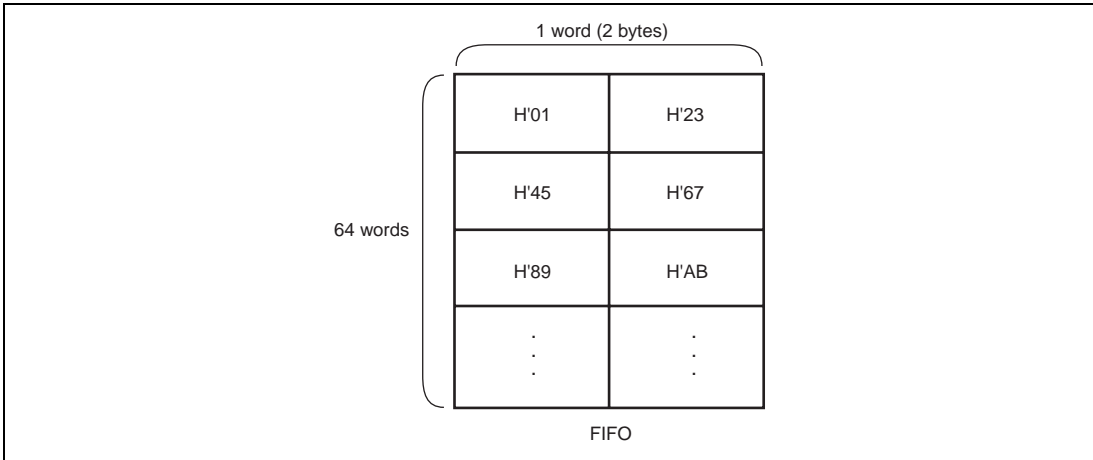 1 word (2 bytes)
H'01 H'23
H'45 H'67
64 words
H'89 H'AB
. .
. .
. .
FIFO